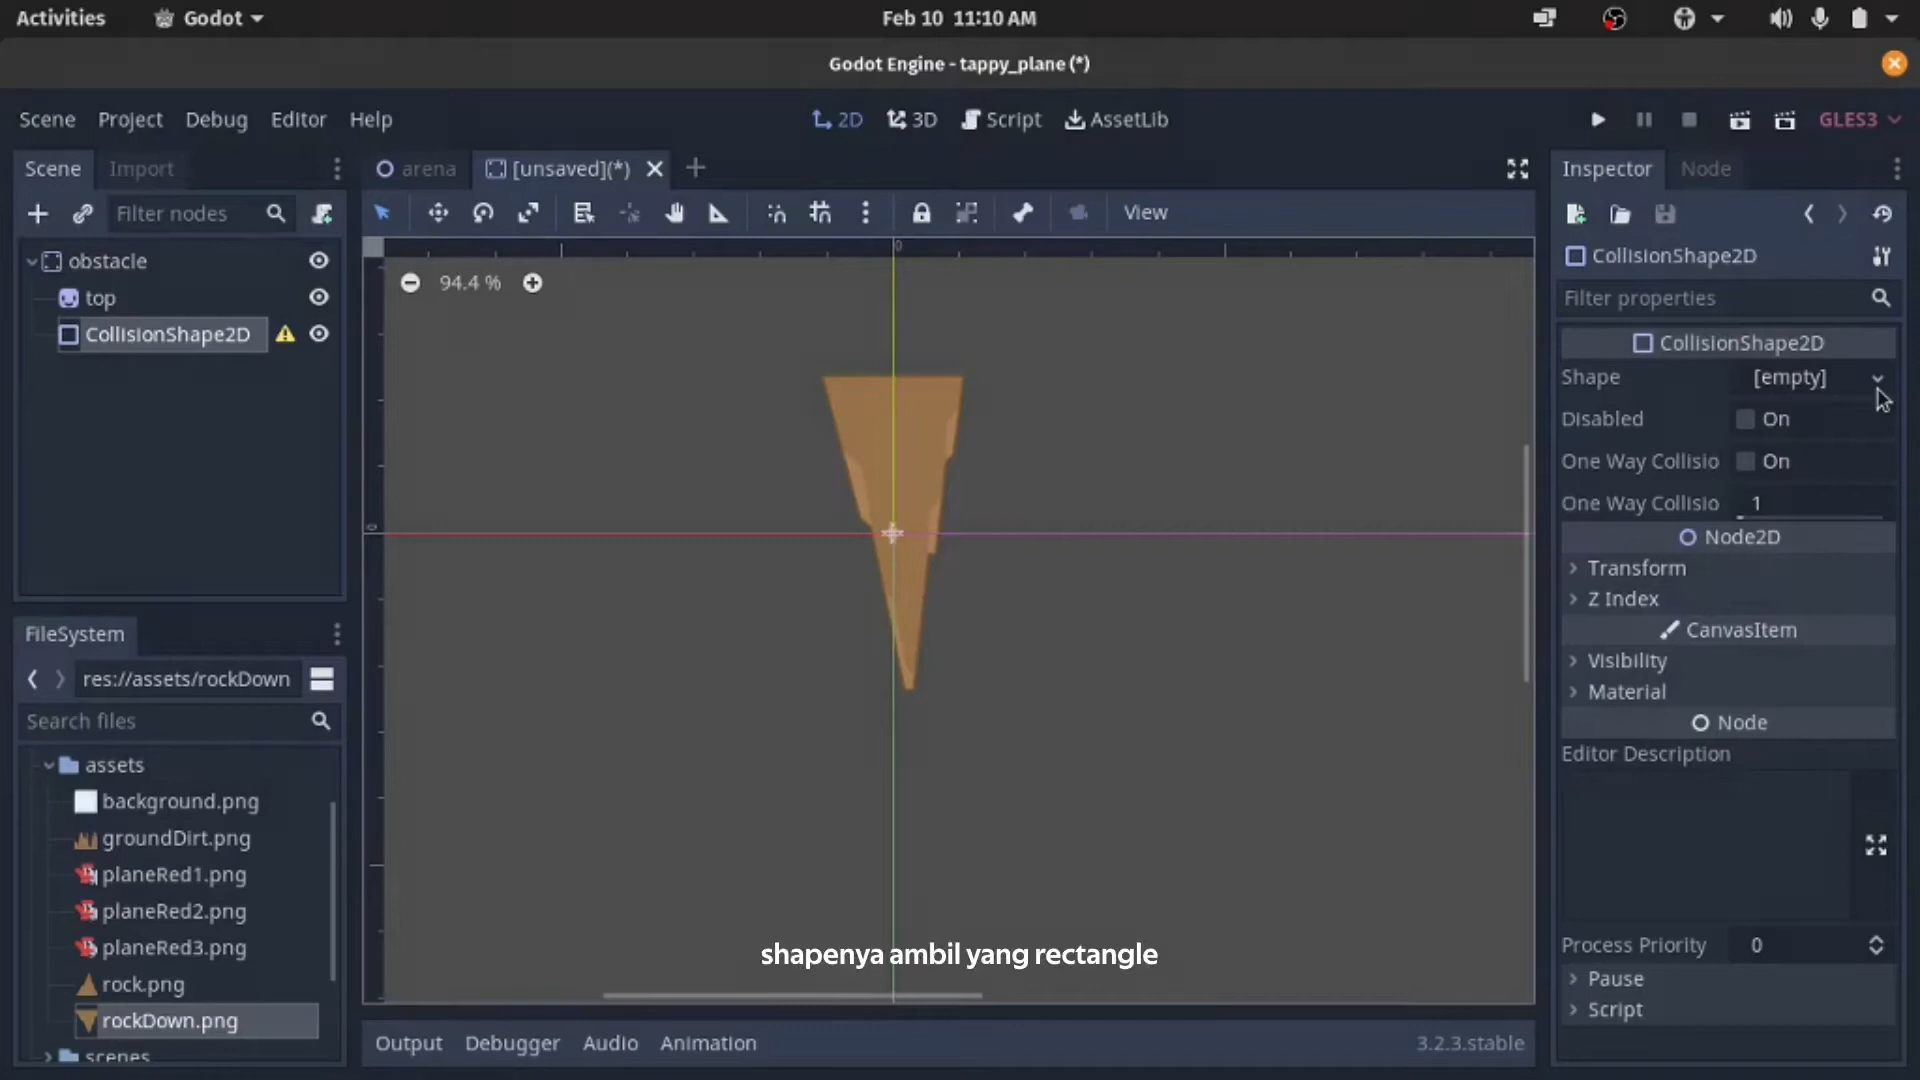 Activities
Godot
Feb 10 11:10 AM
Godot Engine - tappy_plane (*)
Scene Project Debug Editor Help
2D 3D Script AssetLib
GLES3
Scene Import
arena [unsaved](*)
Inspector Node
Filter nodes
View
obstacle
top
CollisionShape2D
0
94.4 %
0
CollisionShape2D
Filter properties
CollisionShape2D
Shape [empty]
Disabled On
One Way Collisio On
One Way Collisio 1
Node2D
Transform
Z Index
CanvasItem
Visibility
Material
Node
Editor Description
Process Priority 0
Pause
Script
FileSystem
res://assets/rockDown
Search files
assets
background.png
groundDirt.png
planeRed1.png
planeRed2.png
planeRed3.png
rock.png
rockDown.png
scenes
shapenya ambil yang rectangle
Output Debugger Audio Animation
3.2.3.stable